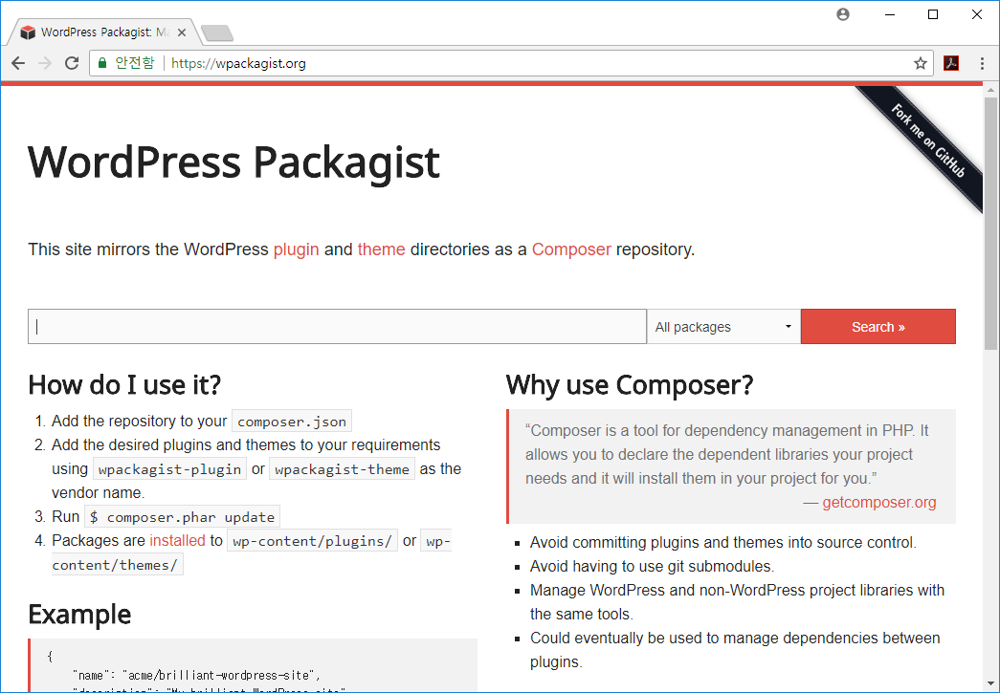 WordPress Packagist: Ma
안전함 https://wpackagist.org
Fork me on GitHub
WordPress Packagist
This site mirrors the WordPress plugin and theme directories as a Composer repository.
All packages
Search »
How do I use it?
1. Add the repository to your composer.json
2. Add the desired plugins and themes to your requirements
using wpackagist-plugin or wpackagist-theme as the
vendor name.
3. Run $ composer.phar update
4. Packages are installed to wp-content/plugins/ or wp-
content/themes/
Example
{
"name": "acme/brilliant-wordpress-site",
"description": "My brilliant WordPress site",
Why use Composer?
“Composer is a tool for dependency management in PHP. It
allows you to declare the dependent libraries your project
needs and it will install them in your project for you.”
— getcomposer.org
Avoid committing plugins and themes into source control.
Avoid having to use git submodules.
Manage WordPress and non-WordPress project libraries with
the same tools.
Could eventually be used to manage dependencies between
plugins.